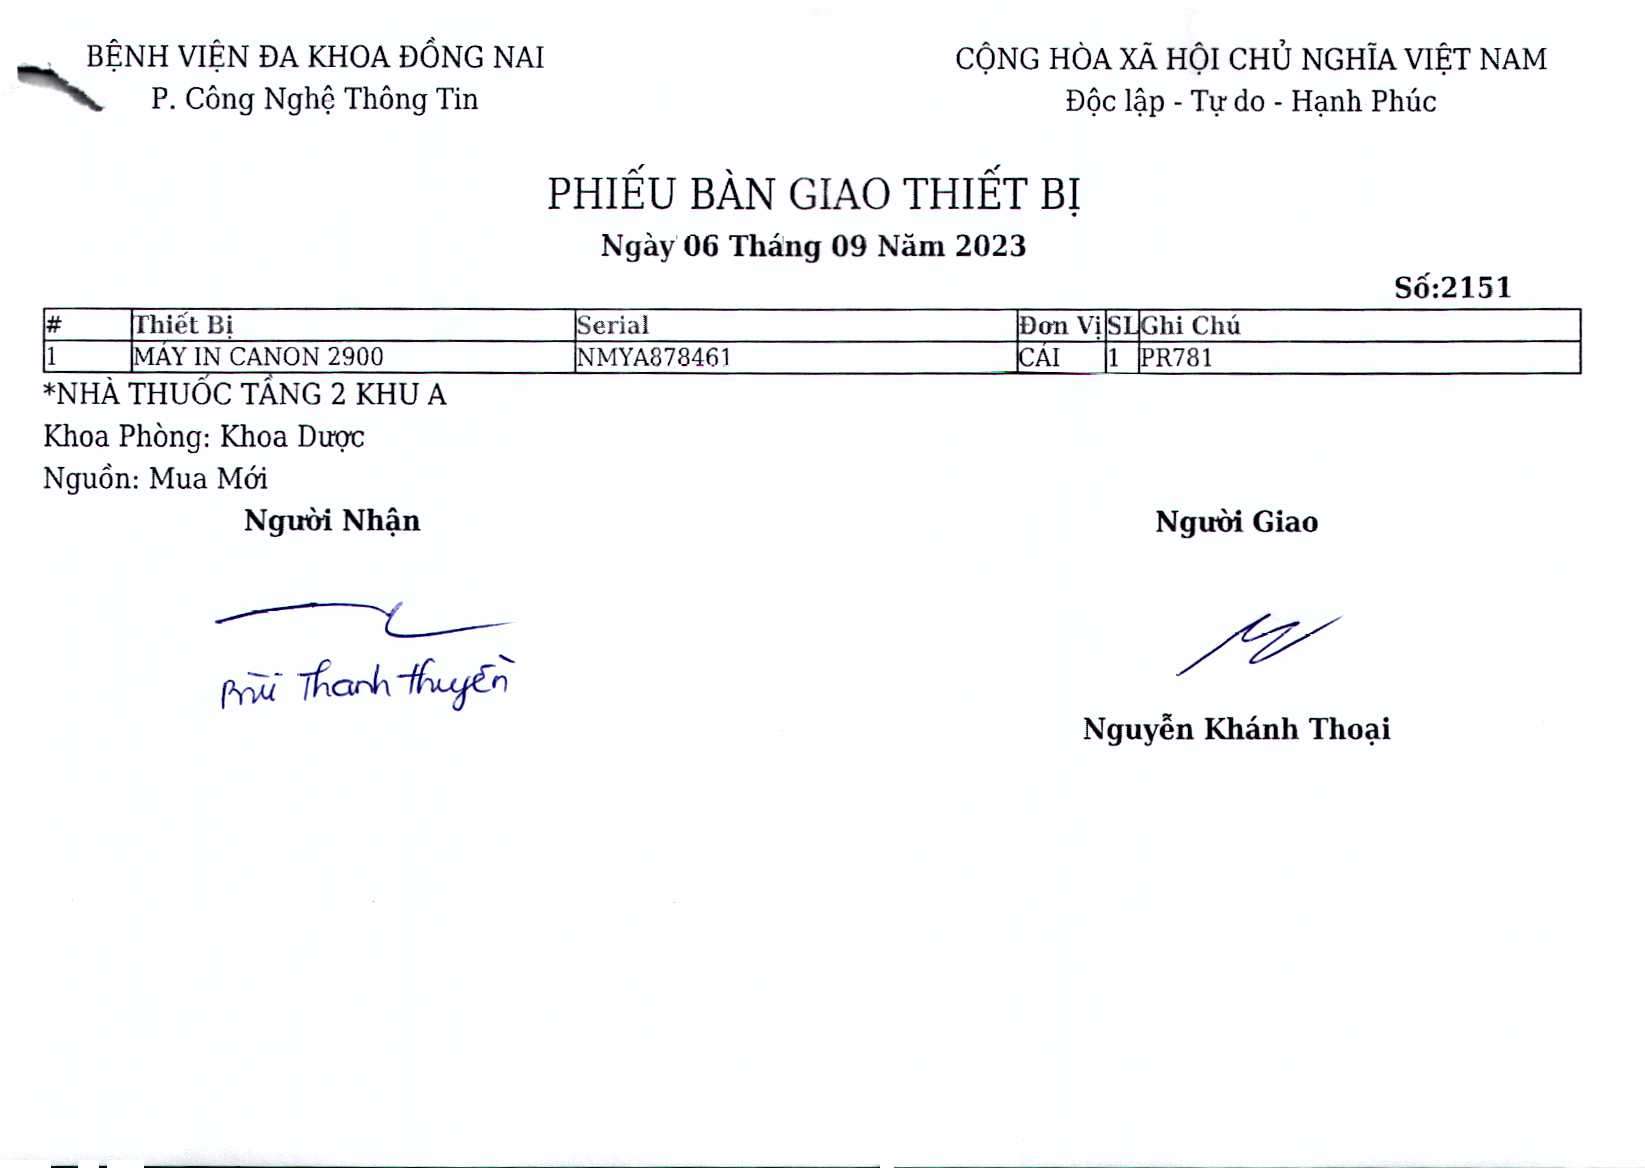 BỆNH VIỆN ĐA KHOA ĐỒNG NAI
P. Công Nghệ Thông Tin
CỘNG HÒA XÃ HỘI CHỦ NGHĨA VIỆT NAM
Độc lập - Tự do - Hạnh Phúc
PHIẾU BÀN GIAO THIẾT BỊ
Ngày 06 Tháng 09 Năm 2023
Số:2151
# Thiết Bị Serial Đơn Vị SL Ghi Chú
1 MÁY IN CANON 2900 NMYA878461 CÁI 1 PR781
*NHÀ THUỐC TẦNG 2 KHU A
Khoa Phòng: Khoa Dược
Nguồn: Mua Mới
Người Nhận Người Giao
Bùi Thanh Thuyền
Nguyễn Khánh Thoại